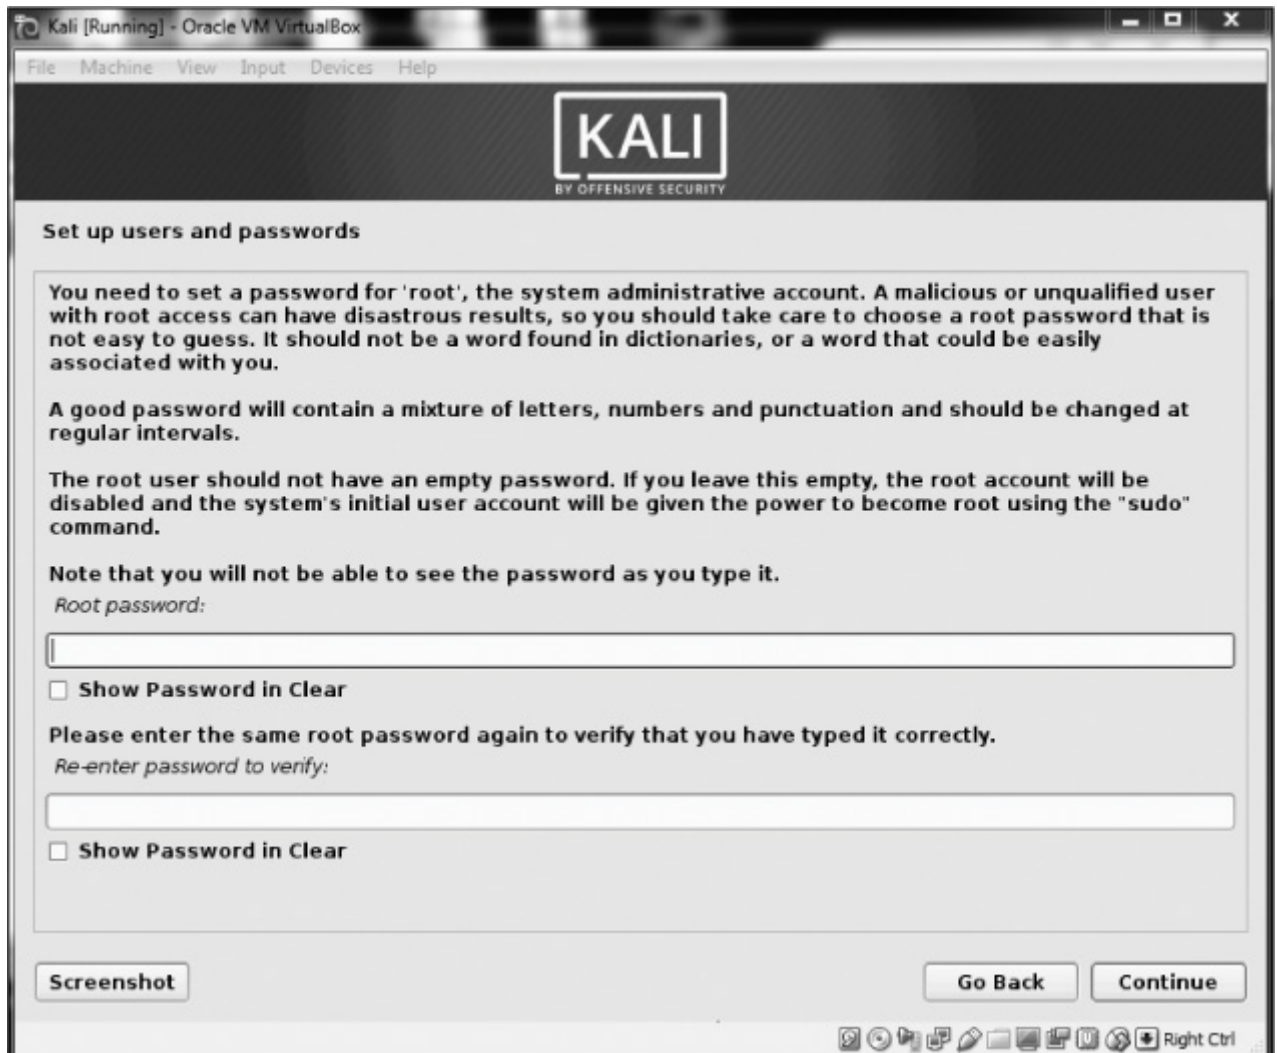 Kali [Running] - Oracle VM VirtualBox
File Machine View Input Devices Help
KALI
BY OFFENSIVE SECURITY
Set up users and passwords
You need to set a password for 'root', the system administrative account. A malicious or unqualified user
with root access can have disastrous results, so you should take care to choose a root password that is
not easy to guess. It should not be a word found in dictionaries, or a word that could be easily
associated with you.
A good password will contain a mixture of letters, numbers and punctuation and should be changed at
regular intervals.
The root user should not have an empty password. If you leave this empty, the root account will be
disabled and the system's initial user account will be given the power to become root using the "sudo"
command.
Note that you will not be able to see the password as you type it.
Root password:
Show Password in Clear
Please enter the same root password again to verify that you have typed it correctly.
Re-enter password to verify:
Show Password in Clear
Screenshot Go Back Continue
Right Ctrl